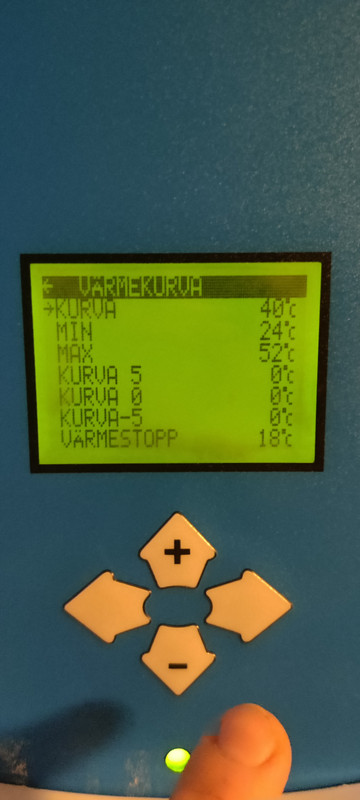 ← VÄRMEKURVA
→KURVA 40°C
MIN 24°C
MAX 52°C
KURVA 5 0°C
KURVA 0 0°C
KURVA-5 0°C
VÄRMESTOPP 18°C
+
-